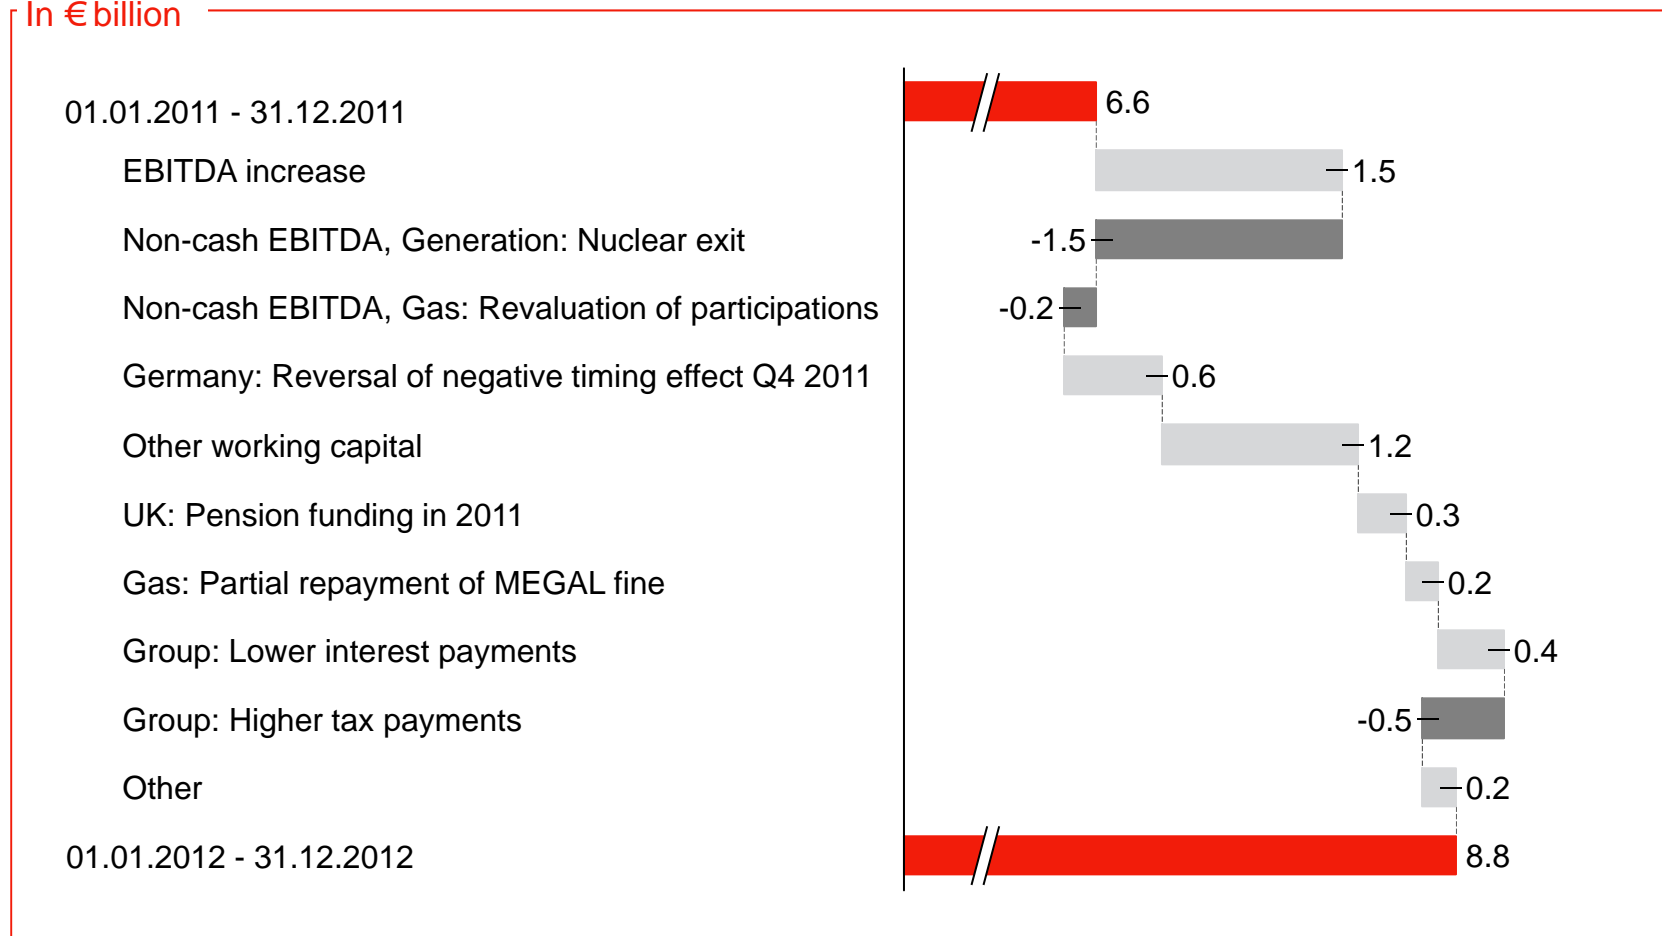 In € billion
01.01.2011 - 31.12.2011 6.6
EBITDA increase 1.5
Non-cash EBITDA, Generation: Nuclear exit -1.5
Non-cash EBITDA, Gas: Revaluation of participations -0.2
Germany: Reversal of negative timing effect Q4 2011 0.6
Other working capital 1.2
UK: Pension funding in 2011 0.3
Gas: Partial repayment of MEGAL fine 0.2
Group: Lower interest payments 0.4
Group: Higher tax payments -0.5
Other 0.2
01.01.2012 - 31.12.2012 8.8